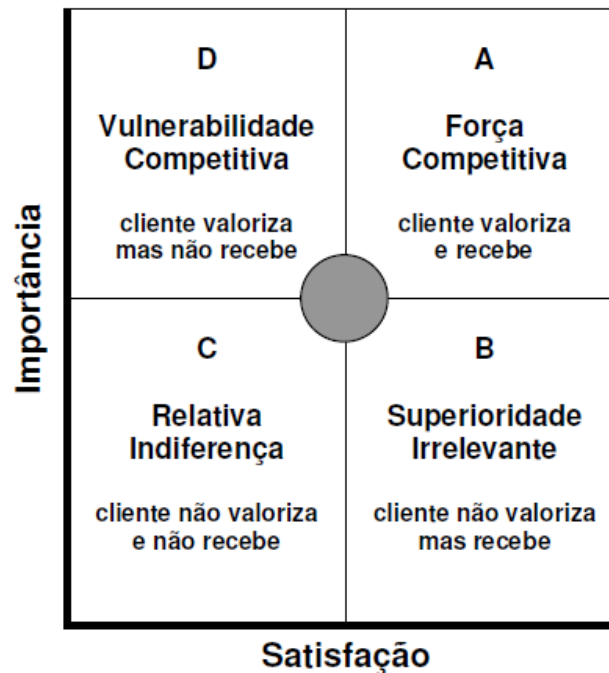 D
Vulnerabilidade
Competitiva
cliente valoriza
mas não recebe
A
Força
Competitiva
cliente valoriza
e recebe
C
Relativa
Indiferença
cliente não valoriza
e não recebe
B
Superioridade
Irrelevante
cliente não valoriza
mas recebe
Importância
Satisfação